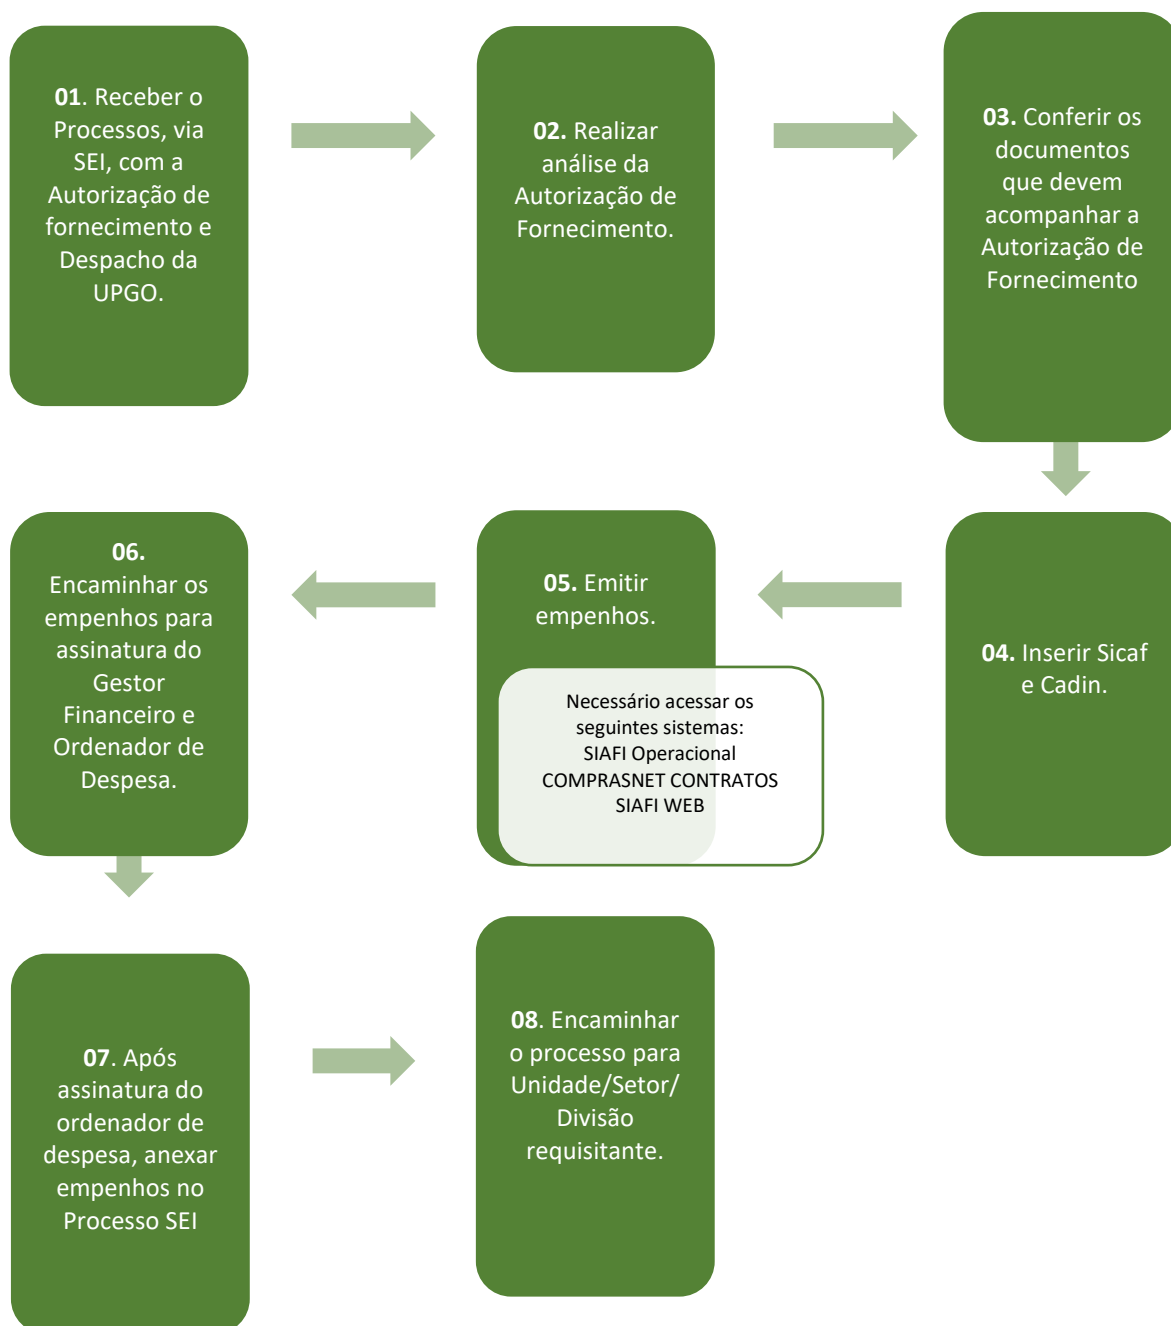 01. Receber o
Processos, via
SEI, com a
Autorização de
fornecimento e
Despacho da
UPGO.
02. Realizar
análise da
Autorização de
Fornecimento.
03. Conferir os
documentos
que devem
acompanhar a
Autorização de
Fornecimento
04. Inserir Sicaf
e Cadin.
05. Emitir
empenhos.
Necessário acessar os
seguintes sistemas:
SIAFI Operacional
COMPRASNET CONTRATOS
SIAFI WEB
06.
Encaminhar os
empenhos para
assinatura do
Gestor
Financeiro e
Ordenador de
Despesa.
07. Após
assinatura do
ordenador de
despesa, anexar
empenhos no
Processo SEI
08. Encaminhar
o processo para
Unidade/Setor/
Divisão
requisitante.